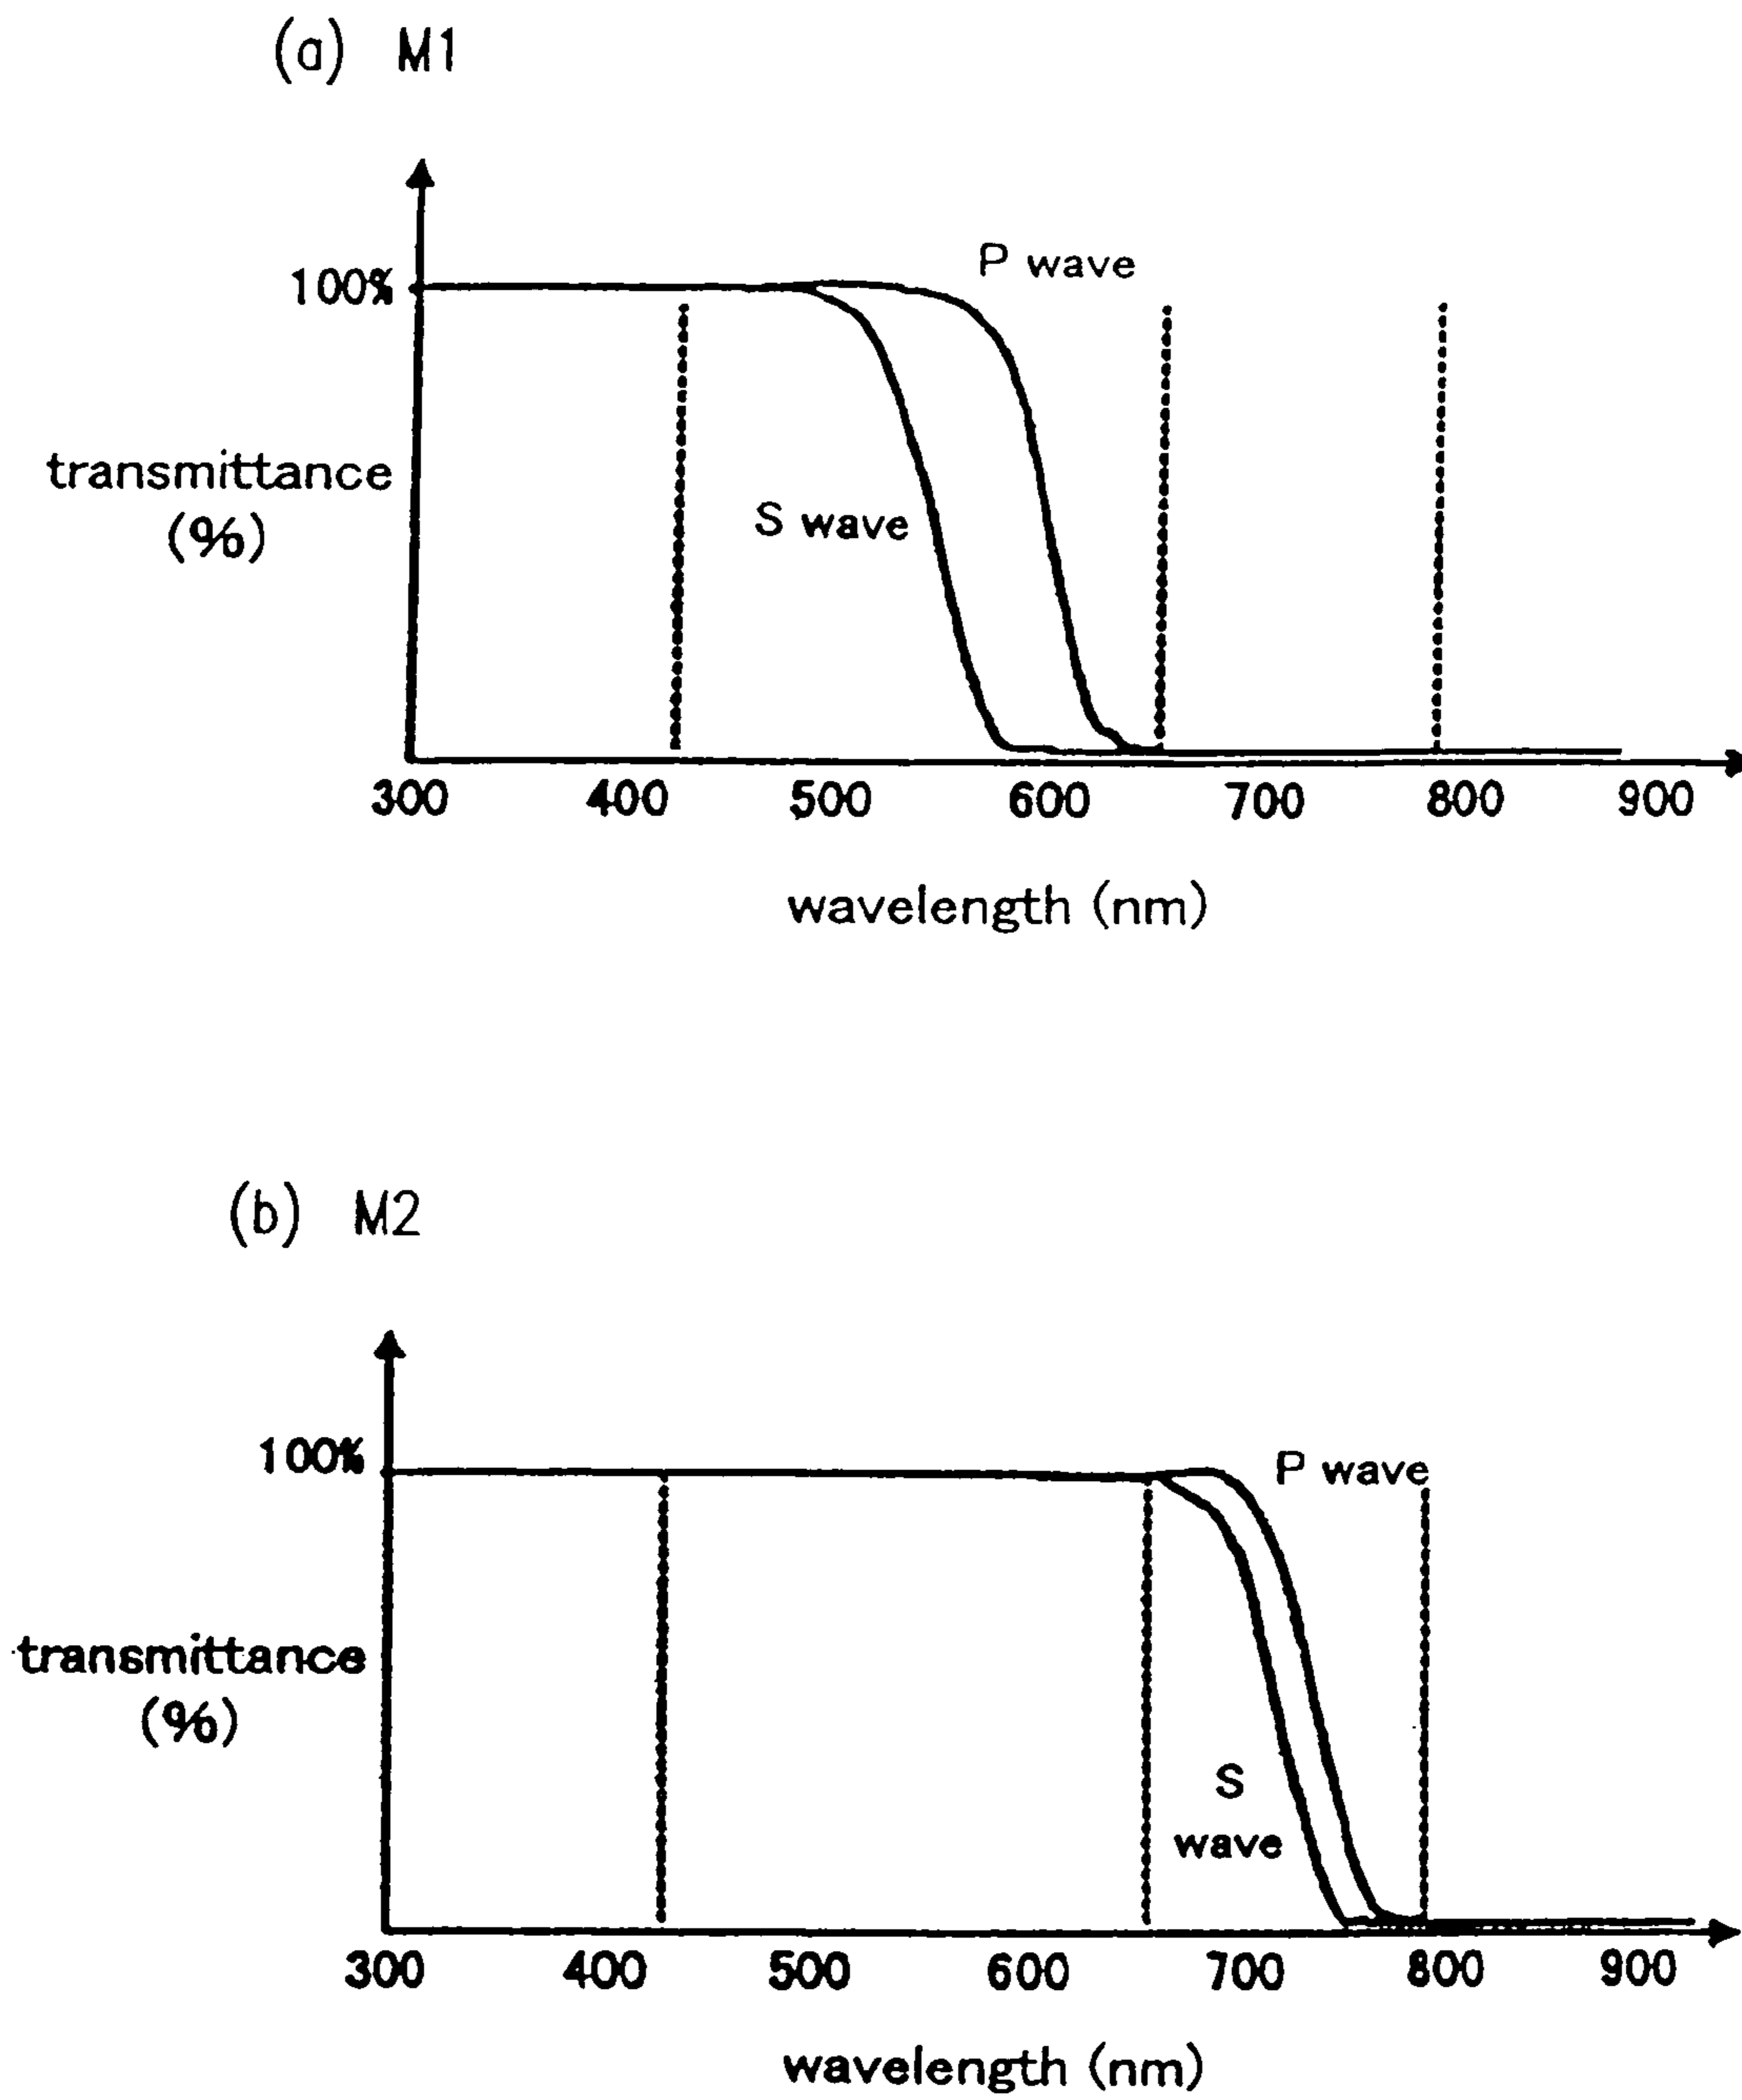 (a) M1
100%
P wave
transmittance
(%)
S wave
300 400 500 600 700 800 900
wavelength (nm)
(b) M2
100%
P wave
transmittance
(%)
S
wave
300 400 500 600 700 800 900
wavelength (nm)